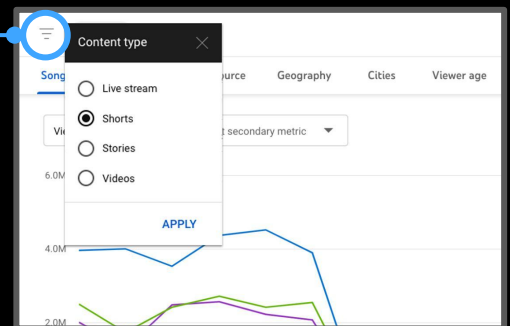 Content type
Song
urce
Geography
Cities
Viewer age
Live stream
Shorts
Vie
t secondary metric
Stories
Videos
6.0M
APPLY
4.0M
2.0M